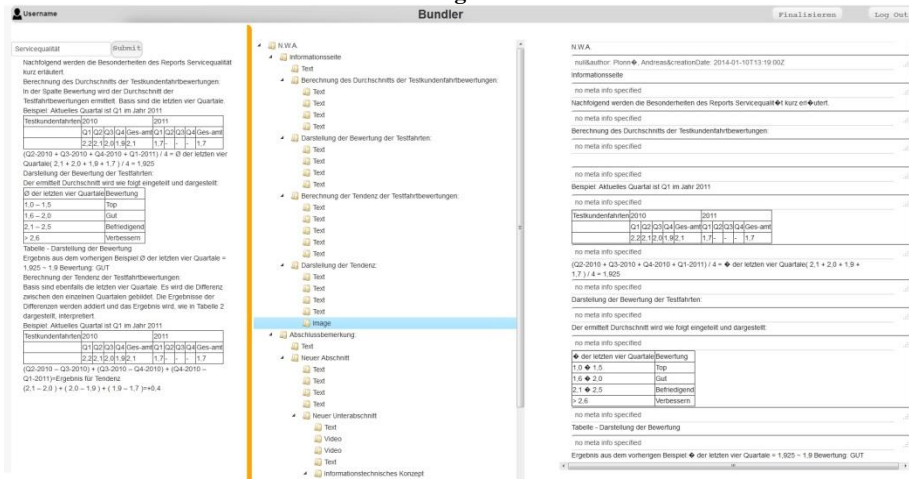 Username
Bundler
Finalisieren
Log Out
Servicequalität
Submit
Nachfolgend werden die Besonderheiten des Reports Servicequalität
kurz erläutert.
Berechnung des Durchschnitts der Testkundenfahrtbewertungen:
In der Spalte Bewertung wird der Durchschnitt der
Testfahrtbewertungen ermittelt. Basis sind die letzten vier Quartale.
Beispiel: Aktuelles Quartal ist Q1 im Jahr 2011
Testkundenfahrten 2010 2011
Q1 Q2 Q3 Q4 Ges-amt Q1 Q2 Q3 Q4 Ges-amt
2,2 2,1 2,0 1,9 2,1 1,7 - - - 1,7
(Q2-2010 + Q3-2010 + Q4-2010 + Q1-2011) / 4 = Ø der letzten vier
Quartale( 2,1 + 2,0 + 1,9 + 1,7 ) / 4 = 1,925
Darstellung der Bewertung der Testfahrten:
Der ermittelt Durchschnitt wird wie folgt eingeteilt und dargestellt:
Ø der letzten vier Quartale Bewertung
1,0 – 1,5 Top
1,6 – 2,0 Gut
2,1 – 2,5 Befriedigend
> 2,6 Verbessern
Tabelle - Darstellung der Bewertung
Ergebnis aus dem vorherigen Beispiel Ø der letzten vier Quartale =
1,925 ~ 1,9 Bewertung: GUT
Berechnung der Tendenz der Testfahrtbewertungen:
Basis sind ebenfalls die letzten vier Quartale. Es wird die Differenz
zwischen den einzelnen Quartalen gebildet. Die Ergebnisse der
Differenzen werden addiert und das Ergebnis wird, wie in Tabelle 2
dargestellt, interpretiert.
Beispiel: Aktuelles Quartal ist Q1 im Jahr 2011
Testkundenfahrten 2010 2011
Q1 Q2 Q3 Q4 Ges-amt Q1 Q2 Q3 Q4 Ges-amt
2,2 2,1 2,0 1,9 2,1 1,7 - - - 1,7
(Q2-2010 – Q3-2010) + (Q3-2010 – Q4-2010) + (Q4-2010 –
Q1-2011)=Ergebnis für Tendenz
(2,1 – 2,0 ) + ( 2,0 – 1,9 ) + ( 1,9 – 1,7 )=+0,4
N.W.A.
Informationsseite
Text
Berechnung des Durchschnitts der Testkundenfahrtbewertungen:
Text
Text
Text
Text
Darstellung der Bewertung der Testfahrten:
Text
Text
Text
Berechnung der Tendenz der Testfahrtbewertungen:
Text
Text
Text
Text
Darstellung der Tendenz:
Text
Text
Text
Text
Image
Abschlussbemerkung:
Text
Neuer Abschnitt
Text
Text
Text
Neuer Unterabschnitt
Text
Video
Video
Text
Informationstechnisches Konzept
N.W.A.
null&author: Plonn�, Andreas&creationDate: 2014-01-10T13:19:00Z
Informationsseite
no meta info specified
Nachfolgend werden die Besonderheiten des Reports Servicequalit�t kurz erl�utert.
no meta info specified
Berechnung des Durchschnitts der Testkundenfahrtbewertungen:
no meta info specified
no meta info specified
Beispiel: Aktuelles Quartal ist Q1 im Jahr 2011
no meta info specified
Testkundenfahrten 2010 2011
Q1 Q2 Q3 Q4 Ges-amt Q1 Q2 Q3 Q4 Ges-amt
2,2 2,1 2,0 1,9 2,1 1,7 - - - 1,7
no meta info specified
(Q2-2010 + Q3-2010 + Q4-2010 + Q1-2011) / 4 = � der letzten vier Quartale( 2,1 + 2,0 + 1,9 +
1,7 ) / 4 = 1,925
no meta info specified
Darstellung der Bewertung der Testfahrten:
no meta info specified
Der ermittelt Durchschnitt wird wie folgt eingeteilt und dargestellt:
no meta info specified
� der letzten vier Quartale Bewertung
1,0 � 1,5 Top
1,6 � 2,0 Gut
2,1 � 2,5 Befriedigend
> 2,6 Verbessern
no meta info specified
Tabelle - Darstellung der Bewertung
no meta info specified
Ergebnis aus dem vorherigen Beispiel � der letzten vier Quartale = 1,925 ~ 1,9 Bewertung: GUT